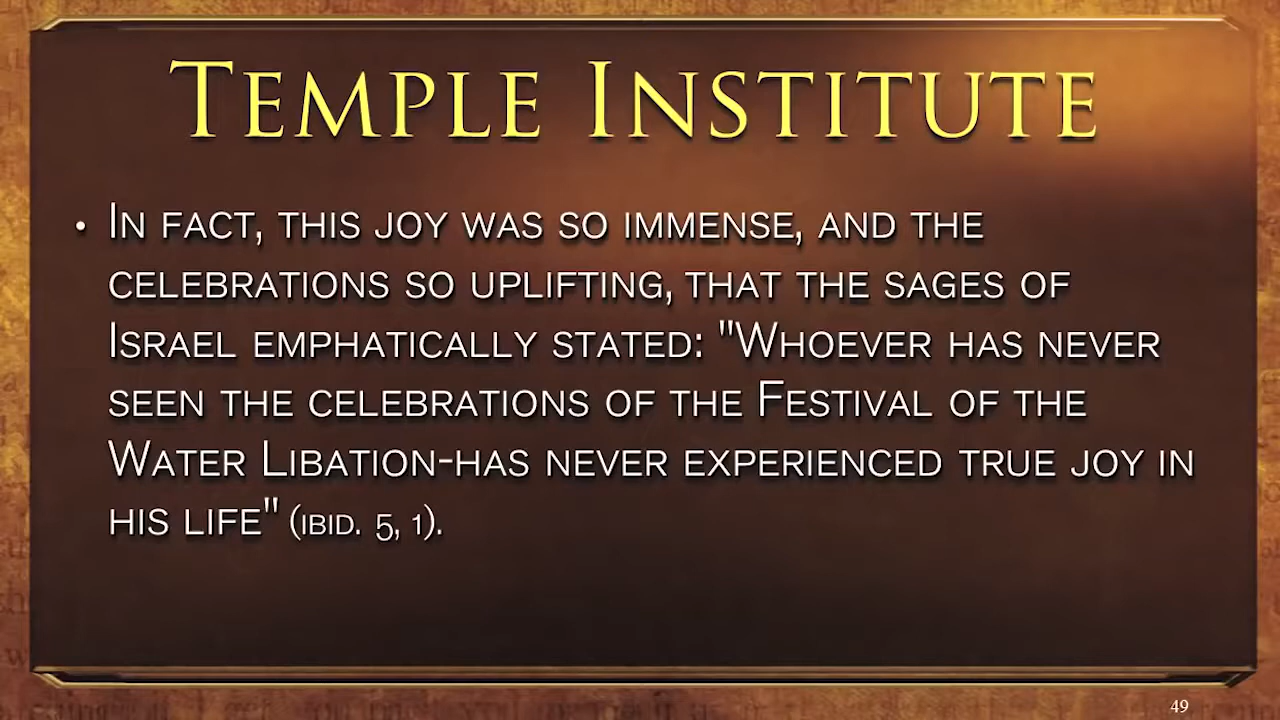 Temple Institute
• In fact, this joy was so immense, and the
celebrations so uplifting, that the sages of
Israel emphatically stated: "Whoever has never
seen the celebrations of the Festival of the
Water Libation-has never experienced true joy in
his life" (ibid. 5, 1).
49